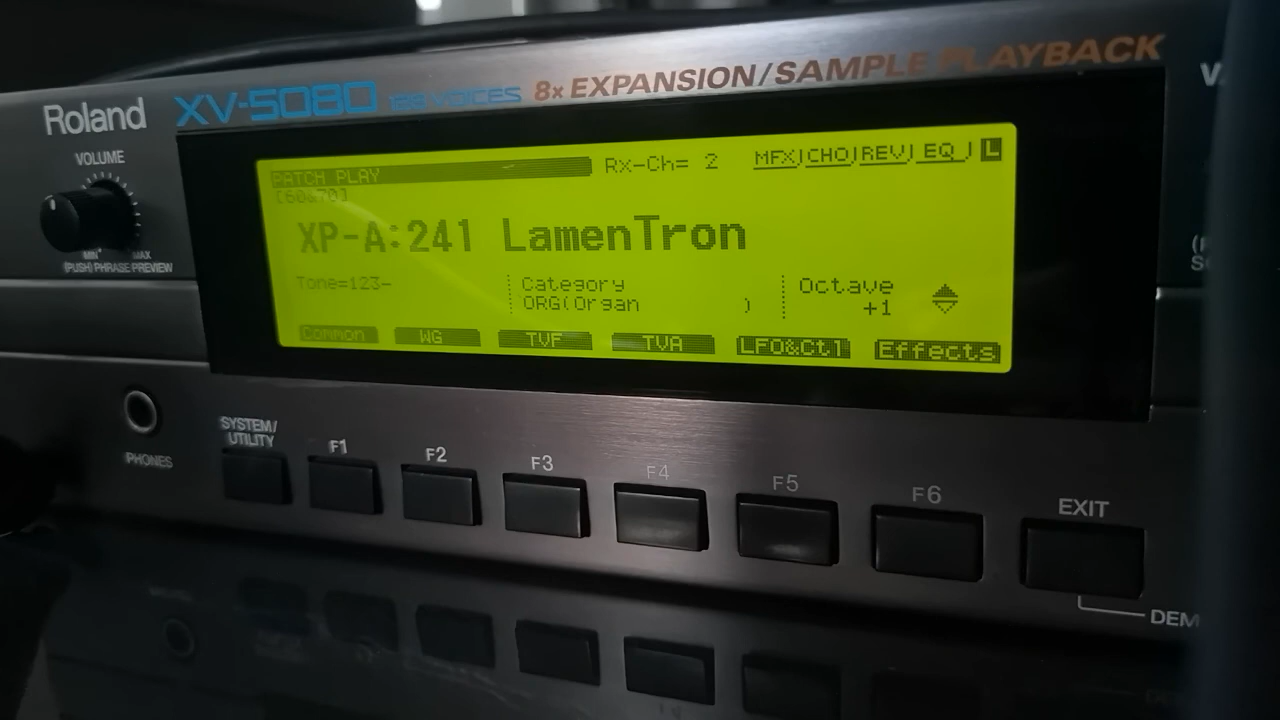 Roland XV-5080 128 VOICES 8x EXPANSION/SAMPLE PLAYBACK
VOLUME
MIN MAX
(PUSH) PHRASE PREVIEW
PATCH PLAY Rx-Ch= 2 MFX CHO REV EQ L
[60&70]
XP-A:241 LamenTron
Tone=123- Category Octave
ORG(Organ ) +1
Common WG TVF TVA LFO&Ctl Effects
PHONES
SYSTEM/
UTILITY
F1 F2 F3 F4 F5 F6 EXIT
DEM